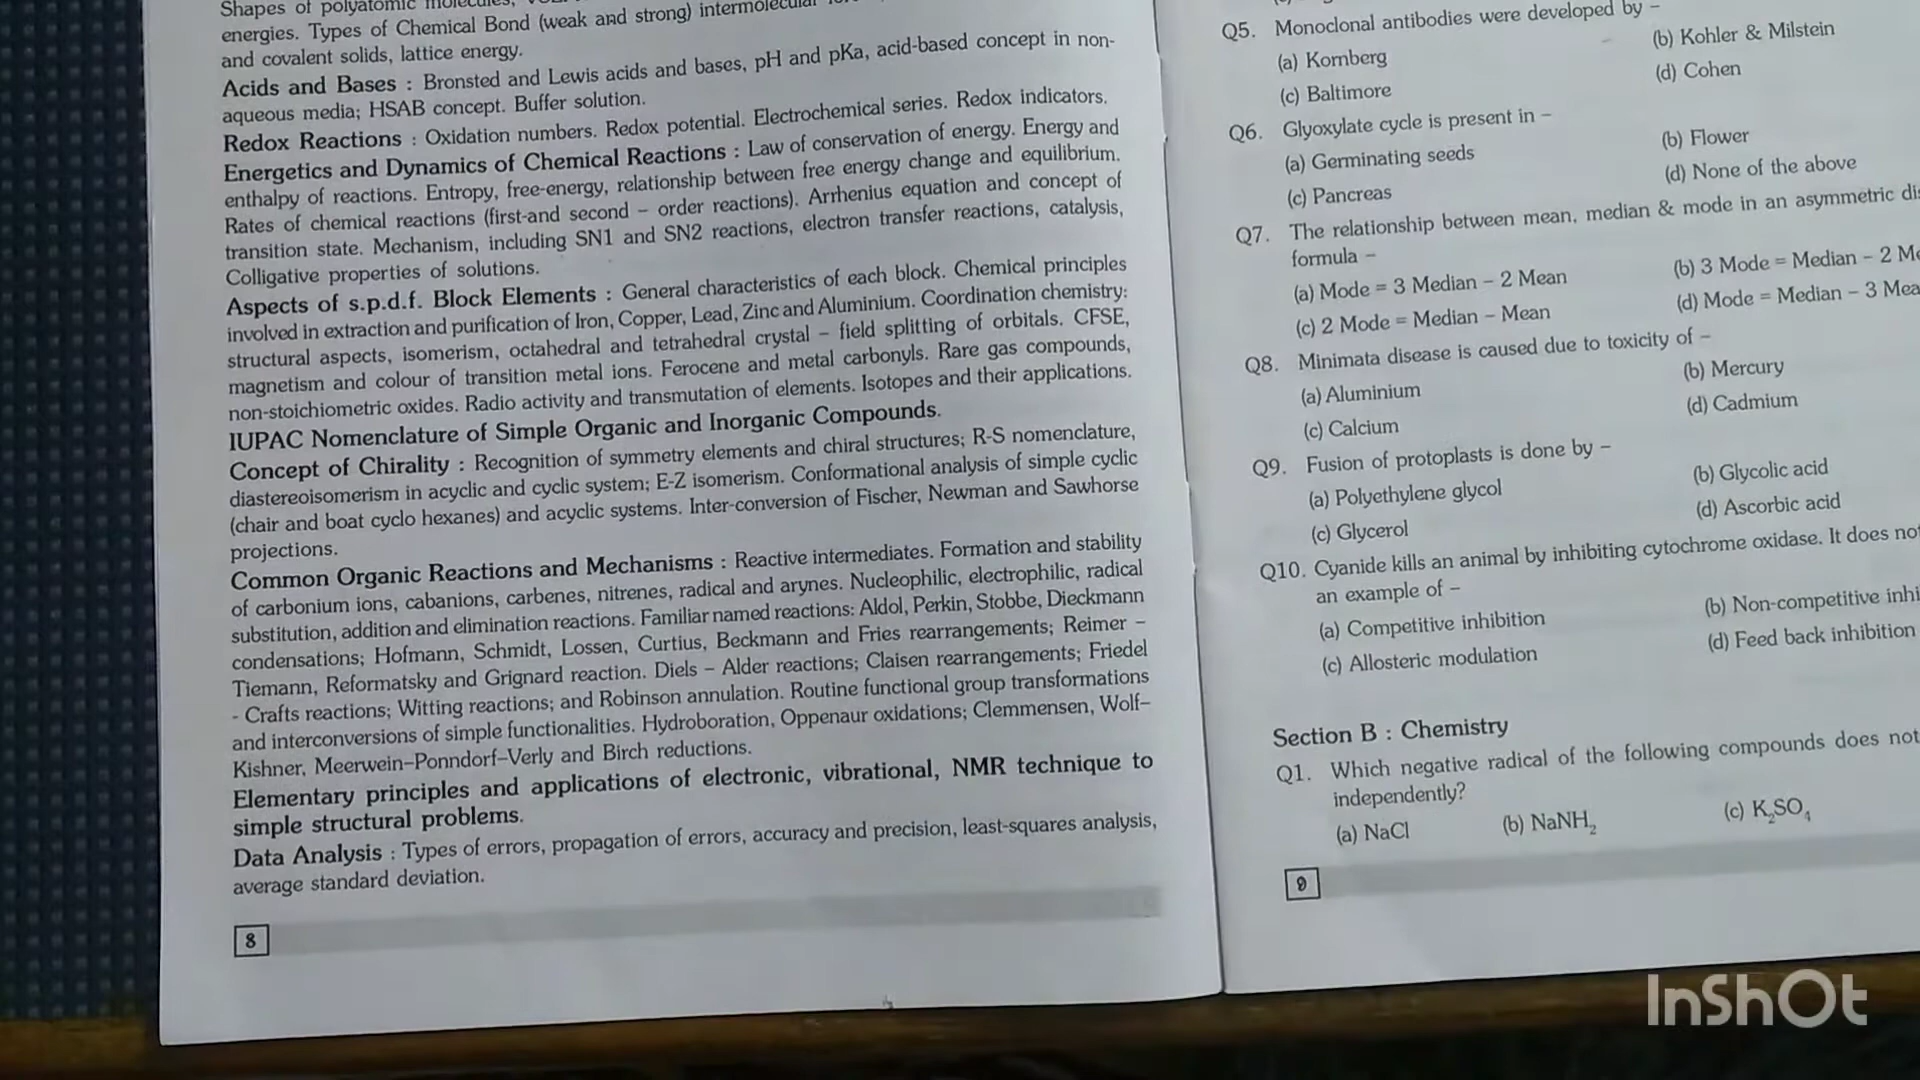 Shapes of polyatomic molecules,
energies. Types of Chemical Bond (weak and strong) intermolecular
and covalent solids, lattice energy.
Acids and Bases : Bronsted and Lewis acids and bases, pH and pKa, acid-based concept in non-
aqueous media; HSAB concept. Buffer solution.
Redox Reactions : Oxidation numbers. Redox potential. Electrochemical series. Redox indicators.
Energetics and Dynamics of Chemical Reactions : Law of conservation of energy. Energy and
enthalpy of reactions. Entropy, free-energy, relationship between free energy change and equilibrium.
Rates of chemical reactions (first-and second – order reactions). Arrhenius equation and concept of
transition state. Mechanism, including SN1 and SN2 reactions, electron transfer reactions, catalysis,
Colligative properties of solutions.
Aspects of s.p.d.f. Block Elements : General characteristics of each block. Chemical principles
involved in extraction and purification of Iron, Copper, Lead, Zinc and Aluminium. Coordination chemistry:
structural aspects, isomerism, octahedral and tetrahedral crystal – field splitting of orbitals. CFSE,
magnetism and colour of transition metal ions. Ferocene and metal carbonyls. Rare gas compounds,
non-stoichiometric oxides. Radio activity and transmutation of elements. Isotopes and their applications.
IUPAC Nomenclature of Simple Organic and Inorganic Compounds.
Concept of Chirality : Recognition of symmetry elements and chiral structures; R-S nomenclature,
diastereoisomerism in acyclic and cyclic system; E-Z isomerism. Conformational analysis of simple cyclic
(chair and boat cyclo hexanes) and acyclic systems. Inter-conversion of Fischer, Newman and Sawhorse
projections.
Common Organic Reactions and Mechanisms : Reactive intermediates. Formation and stability
of carbonium ions, cabanions, carbenes, nitrenes, radical and arynes. Nucleophilic, electrophilic, radical
substitution, addition and elimination reactions. Familiar named reactions: Aldol, Perkin, Stobbe, Dieckmann
condensations; Hofmann, Schmidt, Lossen, Curtius, Beckmann and Fries rearrangements; Reimer –
Tiemann, Reformatsky and Grignard reaction. Diels – Alder reactions; Claisen rearrangements; Friedel
- Crafts reactions; Witting reactions; and Robinson annulation. Routine functional group transformations
and interconversions of simple functionalities. Hydroboration, Oppenaur oxidations; Clemmensen, Wolf–
Kishner, Meerwein–Ponndorf–Verly and Birch reductions.
Elementary principles and applications of electronic, vibrational, NMR technique to
simple structural problems.
Data Analysis : Types of errors, propagation of errors, accuracy and precision, least-squares analysis,
average standard deviation.
8
Q5. Monoclonal antibodies were developed by –
(a) Komberg (b) Kohler & Milstein
(c) Baltimore (d) Cohen
Q6. Glyoxylate cycle is present in –
(a) Germinating seeds (b) Flower
(c) Pancreas (d) None of the above
Q7. The relationship between mean, median & mode in an asymmetric
formula –
(a) Mode = 3 Median – 2 Mean (b) 3 Mode = Median – 2
(c) 2 Mode = Median – Mean (d) Mode = Median – 3
Q8. Minimata disease is caused due to toxicity of –
(a) Aluminium (b) Mercury
(c) Calcium (d) Cadmium
Q9. Fusion of protoplasts is done by –
(a) Polyethylene glycol (b) Glycolic acid
(c) Glycerol (d) Ascorbic acid
Q10. Cyanide kills an animal by inhibiting cytochrome oxidase. It does
an example of –
(a) Competitive inhibition (b) Non-competitive
(c) Allosteric modulation (d) Feed back inhibition
Section B : Chemistry
Q1. Which negative radical of the following compounds does not
independently?
(a) NaCl (b) NaNH₂ (c) K₂SO₄
9
InShOt